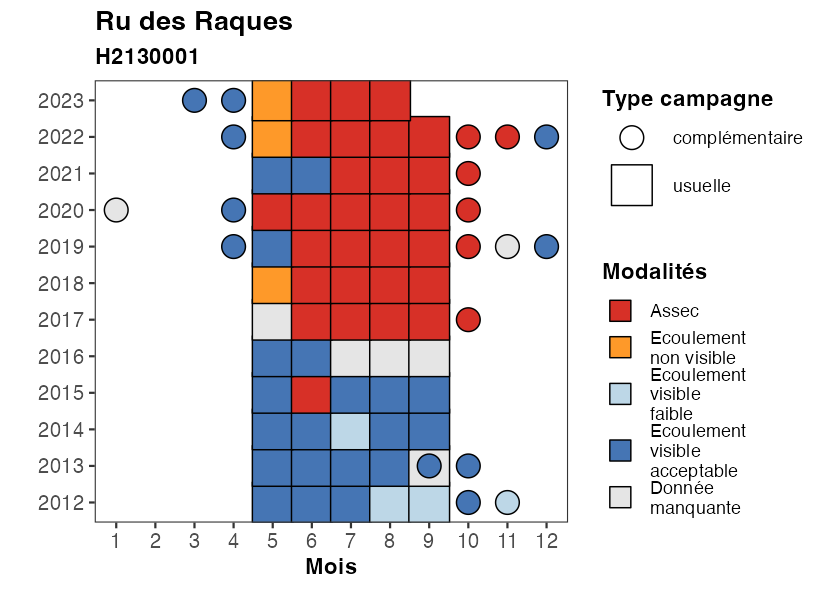 Ru des Raques
H2130001
2023
2022
2021
2020
2019
2018
2017
2016
2015
2014
2013
2012
1 2 3 4 5 6 7 8 9 10 11 12
Mois
Type campagne
complémentaire
usuelle
Modalités
Assec
Ecoulement
non visible
Ecoulement
visible
faible
Ecoulement
visible
acceptable
Donnée
manquante